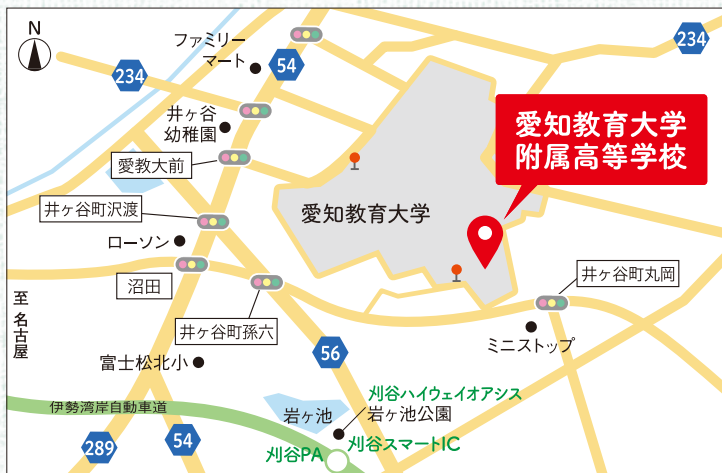 N
ファミリー
マート
54
234
234
井ヶ谷
幼稚園
愛知教育大学
附属高等学校
愛教大前
井ヶ谷町沢渡
愛知教育大学
ローソン
沼田
井ヶ谷町丸岡
至 名古屋
井ヶ谷町孫六
ミニストップ
富士松北小
56
刈谷ハイウェイオアシス
伊勢湾岸自動車道
岩ヶ池
岩ヶ池公園
289
54
刈谷PA
刈谷スマートIC